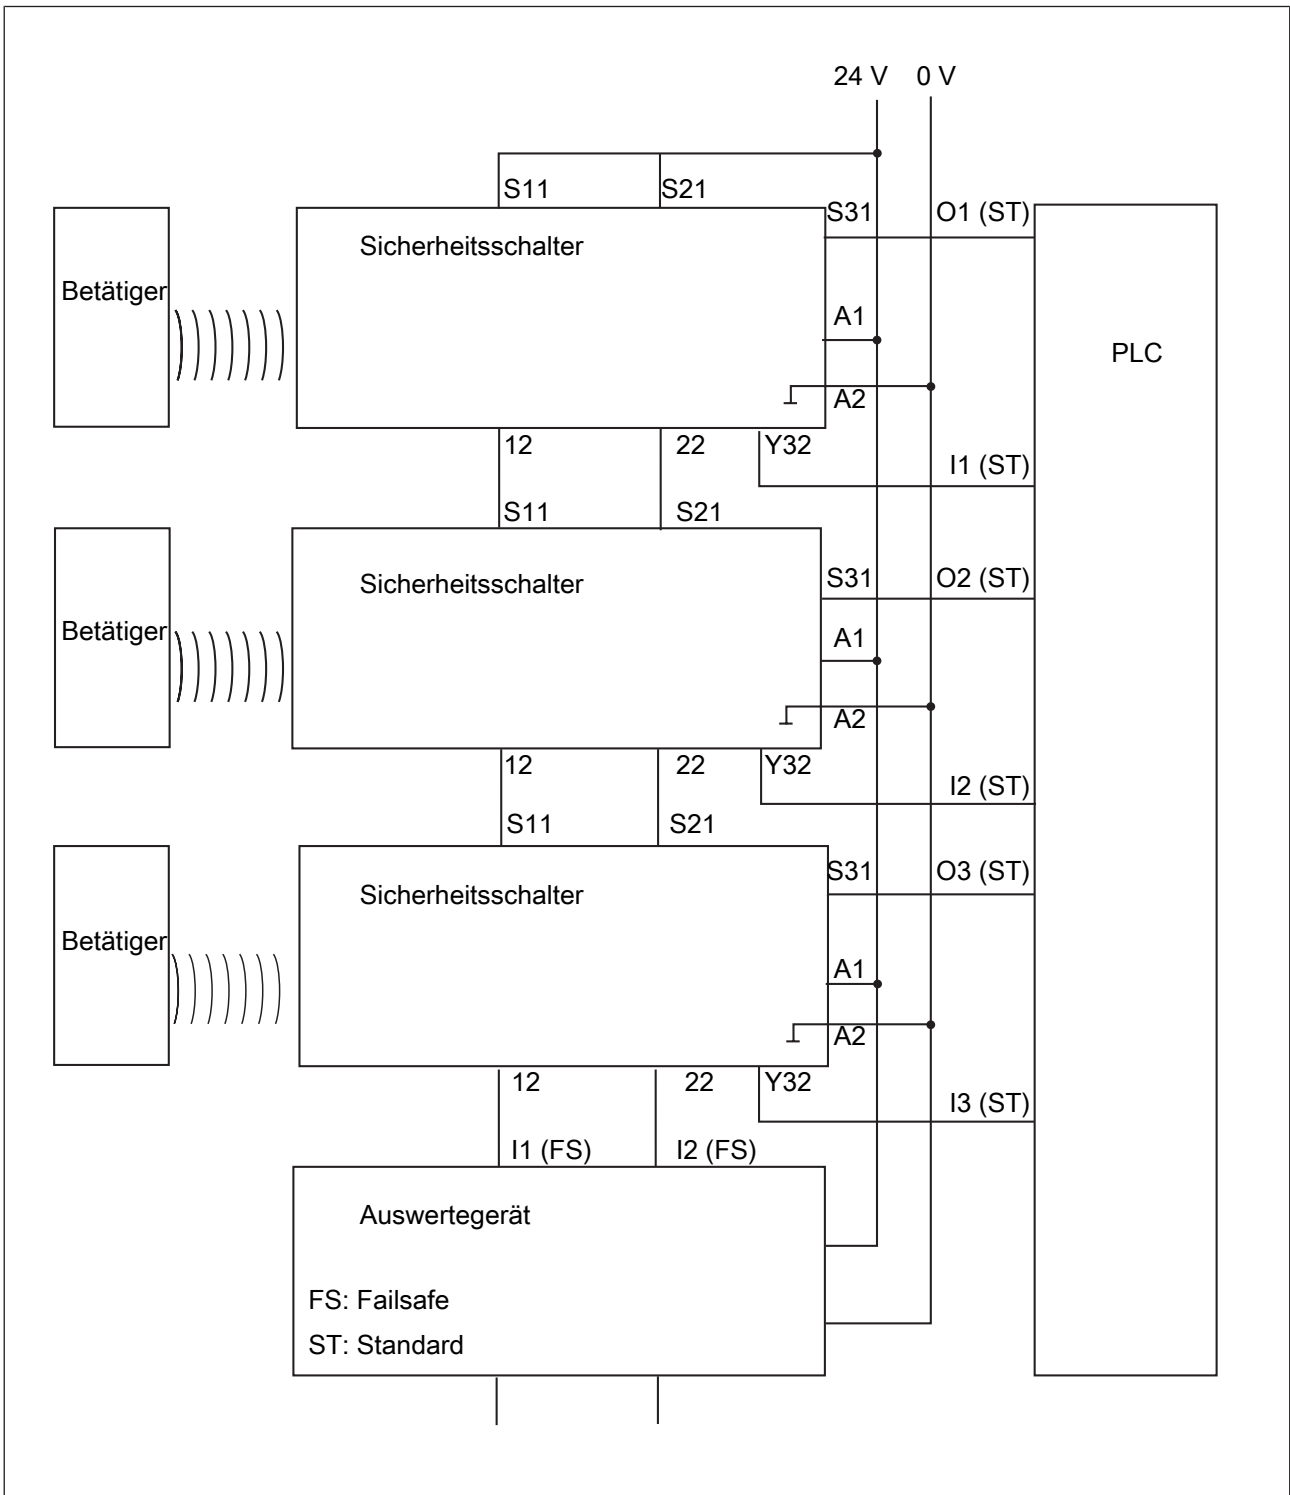 24 V 0 V
S11 S21
S31 O1 (ST)
Sicherheitsschalter
Betätiger
A1
PLC
A2
12 22 Y32
I1 (ST)
S11 S21
Sicherheitsschalter
S31 O2 (ST)
Betätiger
A1
A2
12 22 Y32
I2 (ST)
S11 S21
S31 O3 (ST)
Sicherheitsschalter
Betätiger
A1
A2
12 22 Y32
I3 (ST)
I1 (FS) I2 (FS)
Auswertegerät
FS: Failsafe
ST: Standard